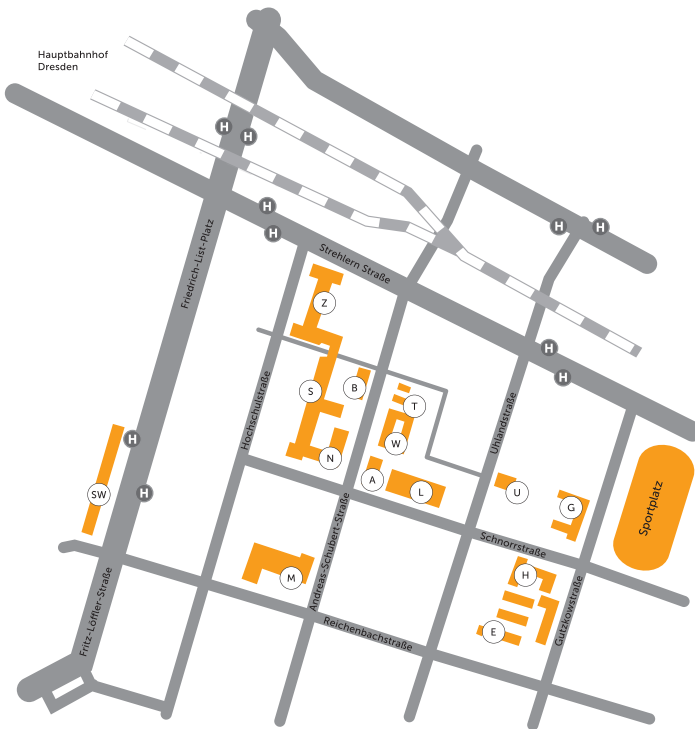 Hauptbahnhof
Dresden
H
H
H
H
H
H
Friedrich-List-Platz
Strehlern Straße
Z
H
H
B
S
T
Hochschulstraße
Uhlandstraße
W
H
N
A
L
U
SW
H
G
Sportplatz
Andreas-Schubert-Straße
Schnorrstraße
M
H
Fritz-Löffler-Straße
Gutzkowstraße
Reichenbachstraße
E